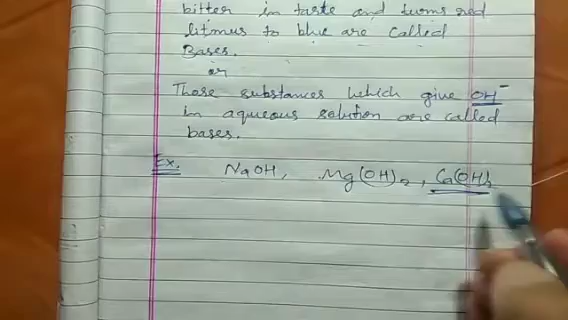 bitter in taste and turns red
litmus to blue are called
Bases.
or
Those substances which give OH⁻
in aqueous solution are called
bases.
Ex. NaOH, Mg(OH)₂, Ca(OH)₂